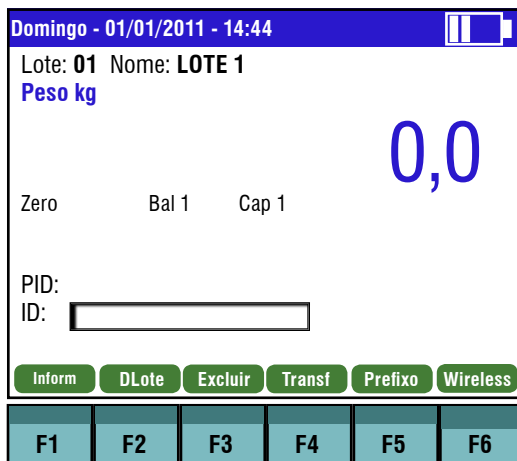 Domingo - 01/01/2011 - 14:44
Lote: 01 Nome: LOTE 1
Peso kg
0,0
Zero Bal 1 Cap 1
PID:
ID:
Inform DLote Excluir Transf Prefixo Wireless
F1 F2 F3 F4 F5 F6